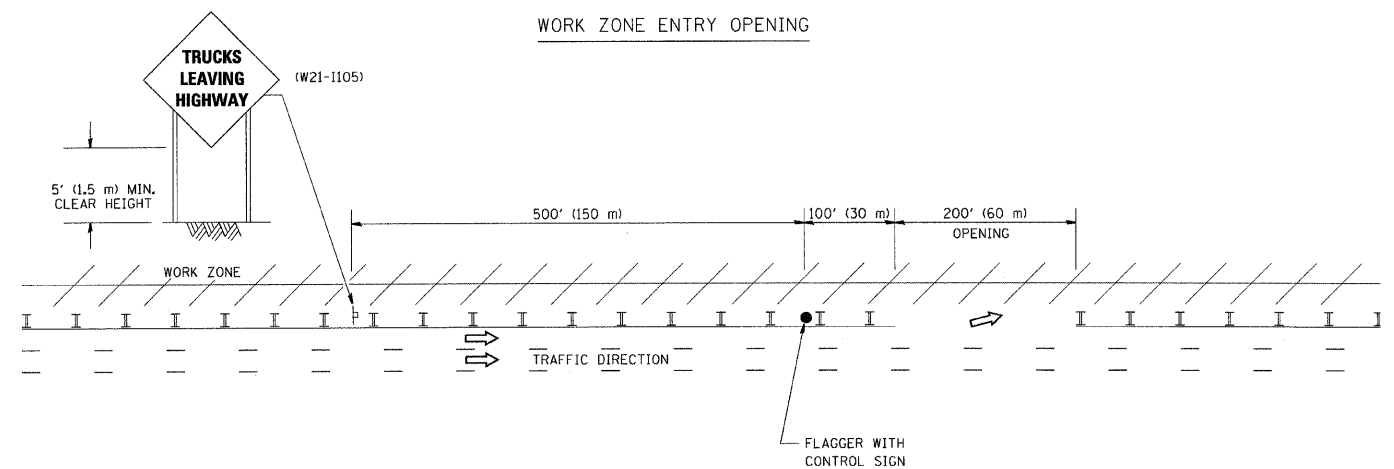 WORK ZONE ENTRY OPENING
TRUCKS
LEAVING
HIGHWAY
(W21-I105)
5' (1.5 m) MIN.
CLEAR HEIGHT
500' (150 m)
100' (30 m)
200' (60 m)
OPENING
WORK ZONE
TRAFFIC DIRECTION
FLAGGER WITH
CONTROL SIGN